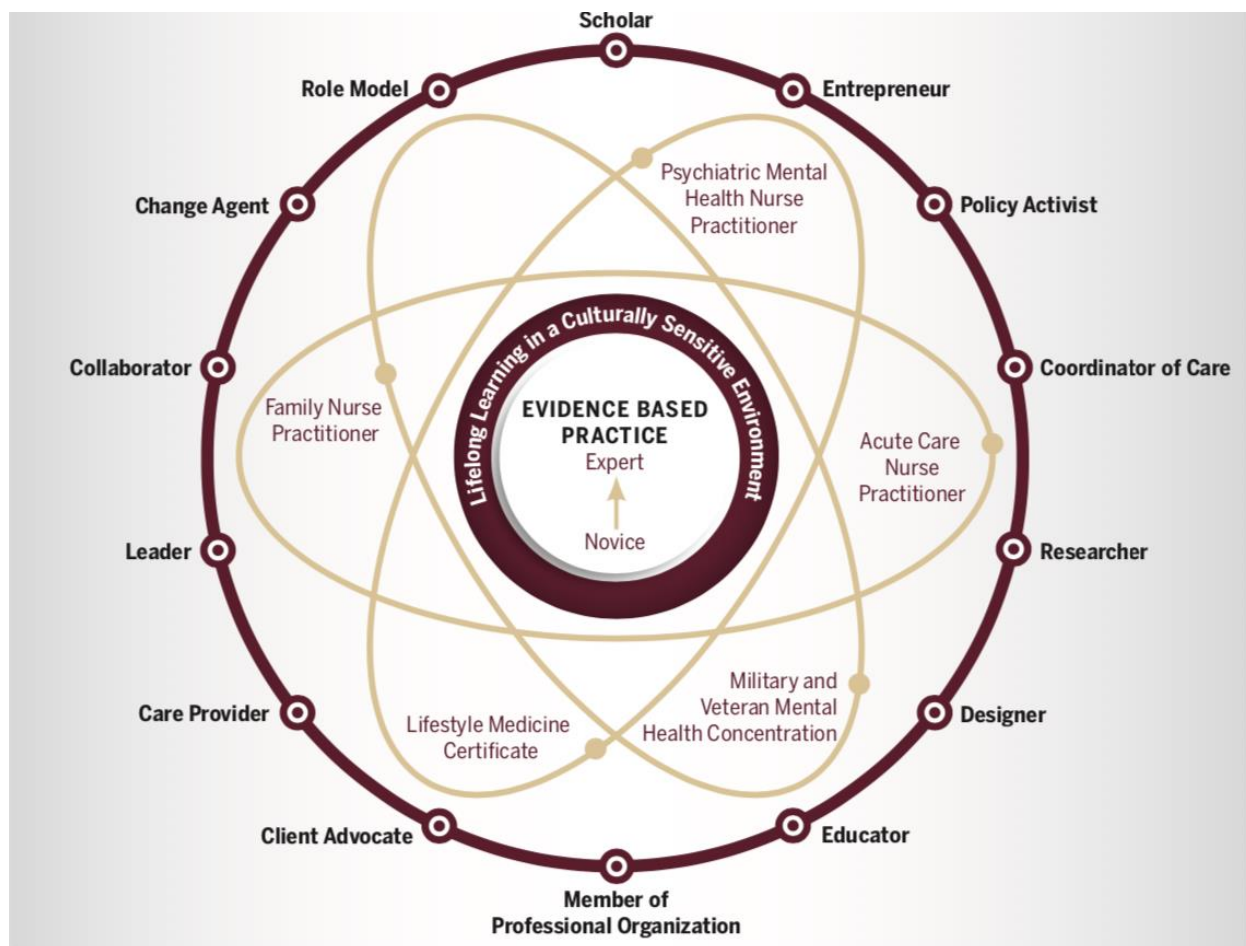 Scholar
Role Model
Entrepreneur
Psychiatric Mental
Health Nurse
Practitioner
Change Agent
Policy Activist
Lifelong Learning in a Culturally Sensitive Environment
Collaborator
Coordinator of Care
Family Nurse
Practitioner
EVIDENCE BASED
PRACTICE
Expert
Novice
Acute Care
Nurse
Practitioner
Leader
Researcher
Military and
Veteran Mental
Health Concentration
Care Provider
Designer
Lifestyle Medicine
Certificate
Client Advocate
Educator
Member of
Professional Organization